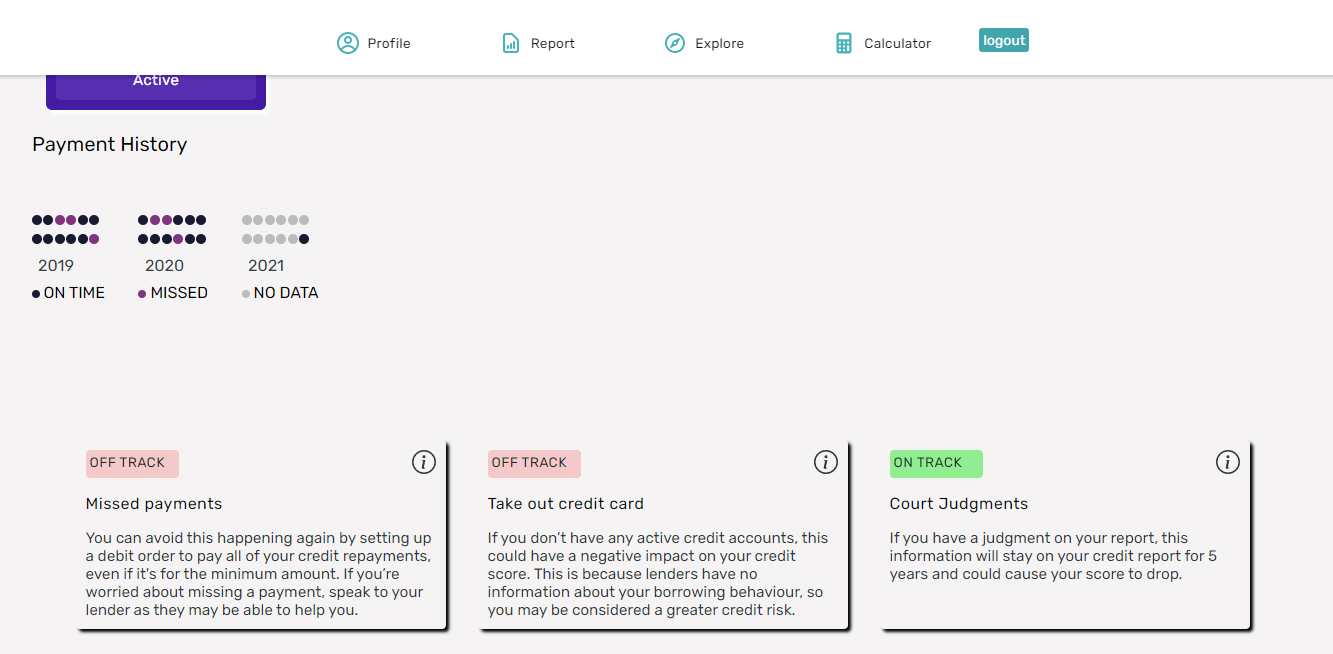 Profile
Report
Explore
Calculator
logout
Active
Payment History
2019
2020
2021
ON TIME
MISSED
NO DATA
OFF TRACK
Missed payments
You can avoid this happening again by setting up
a debit order to pay all of your credit repayments,
even if it's for the minimum amount. If you’re
worried about missing a payment, speak to your
lender as they may be able to help you.
OFF TRACK
Take out credit card
If you don’t have any active credit accounts, this
could have a negative impact on your credit
score. This is because lenders have no
information about your borrowing behaviour, so
you may be considered a greater credit risk.
ON TRACK
Court Judgments
If you have a judgment on your report, this
information will stay on your credit report for 5
years and could cause your score to drop.